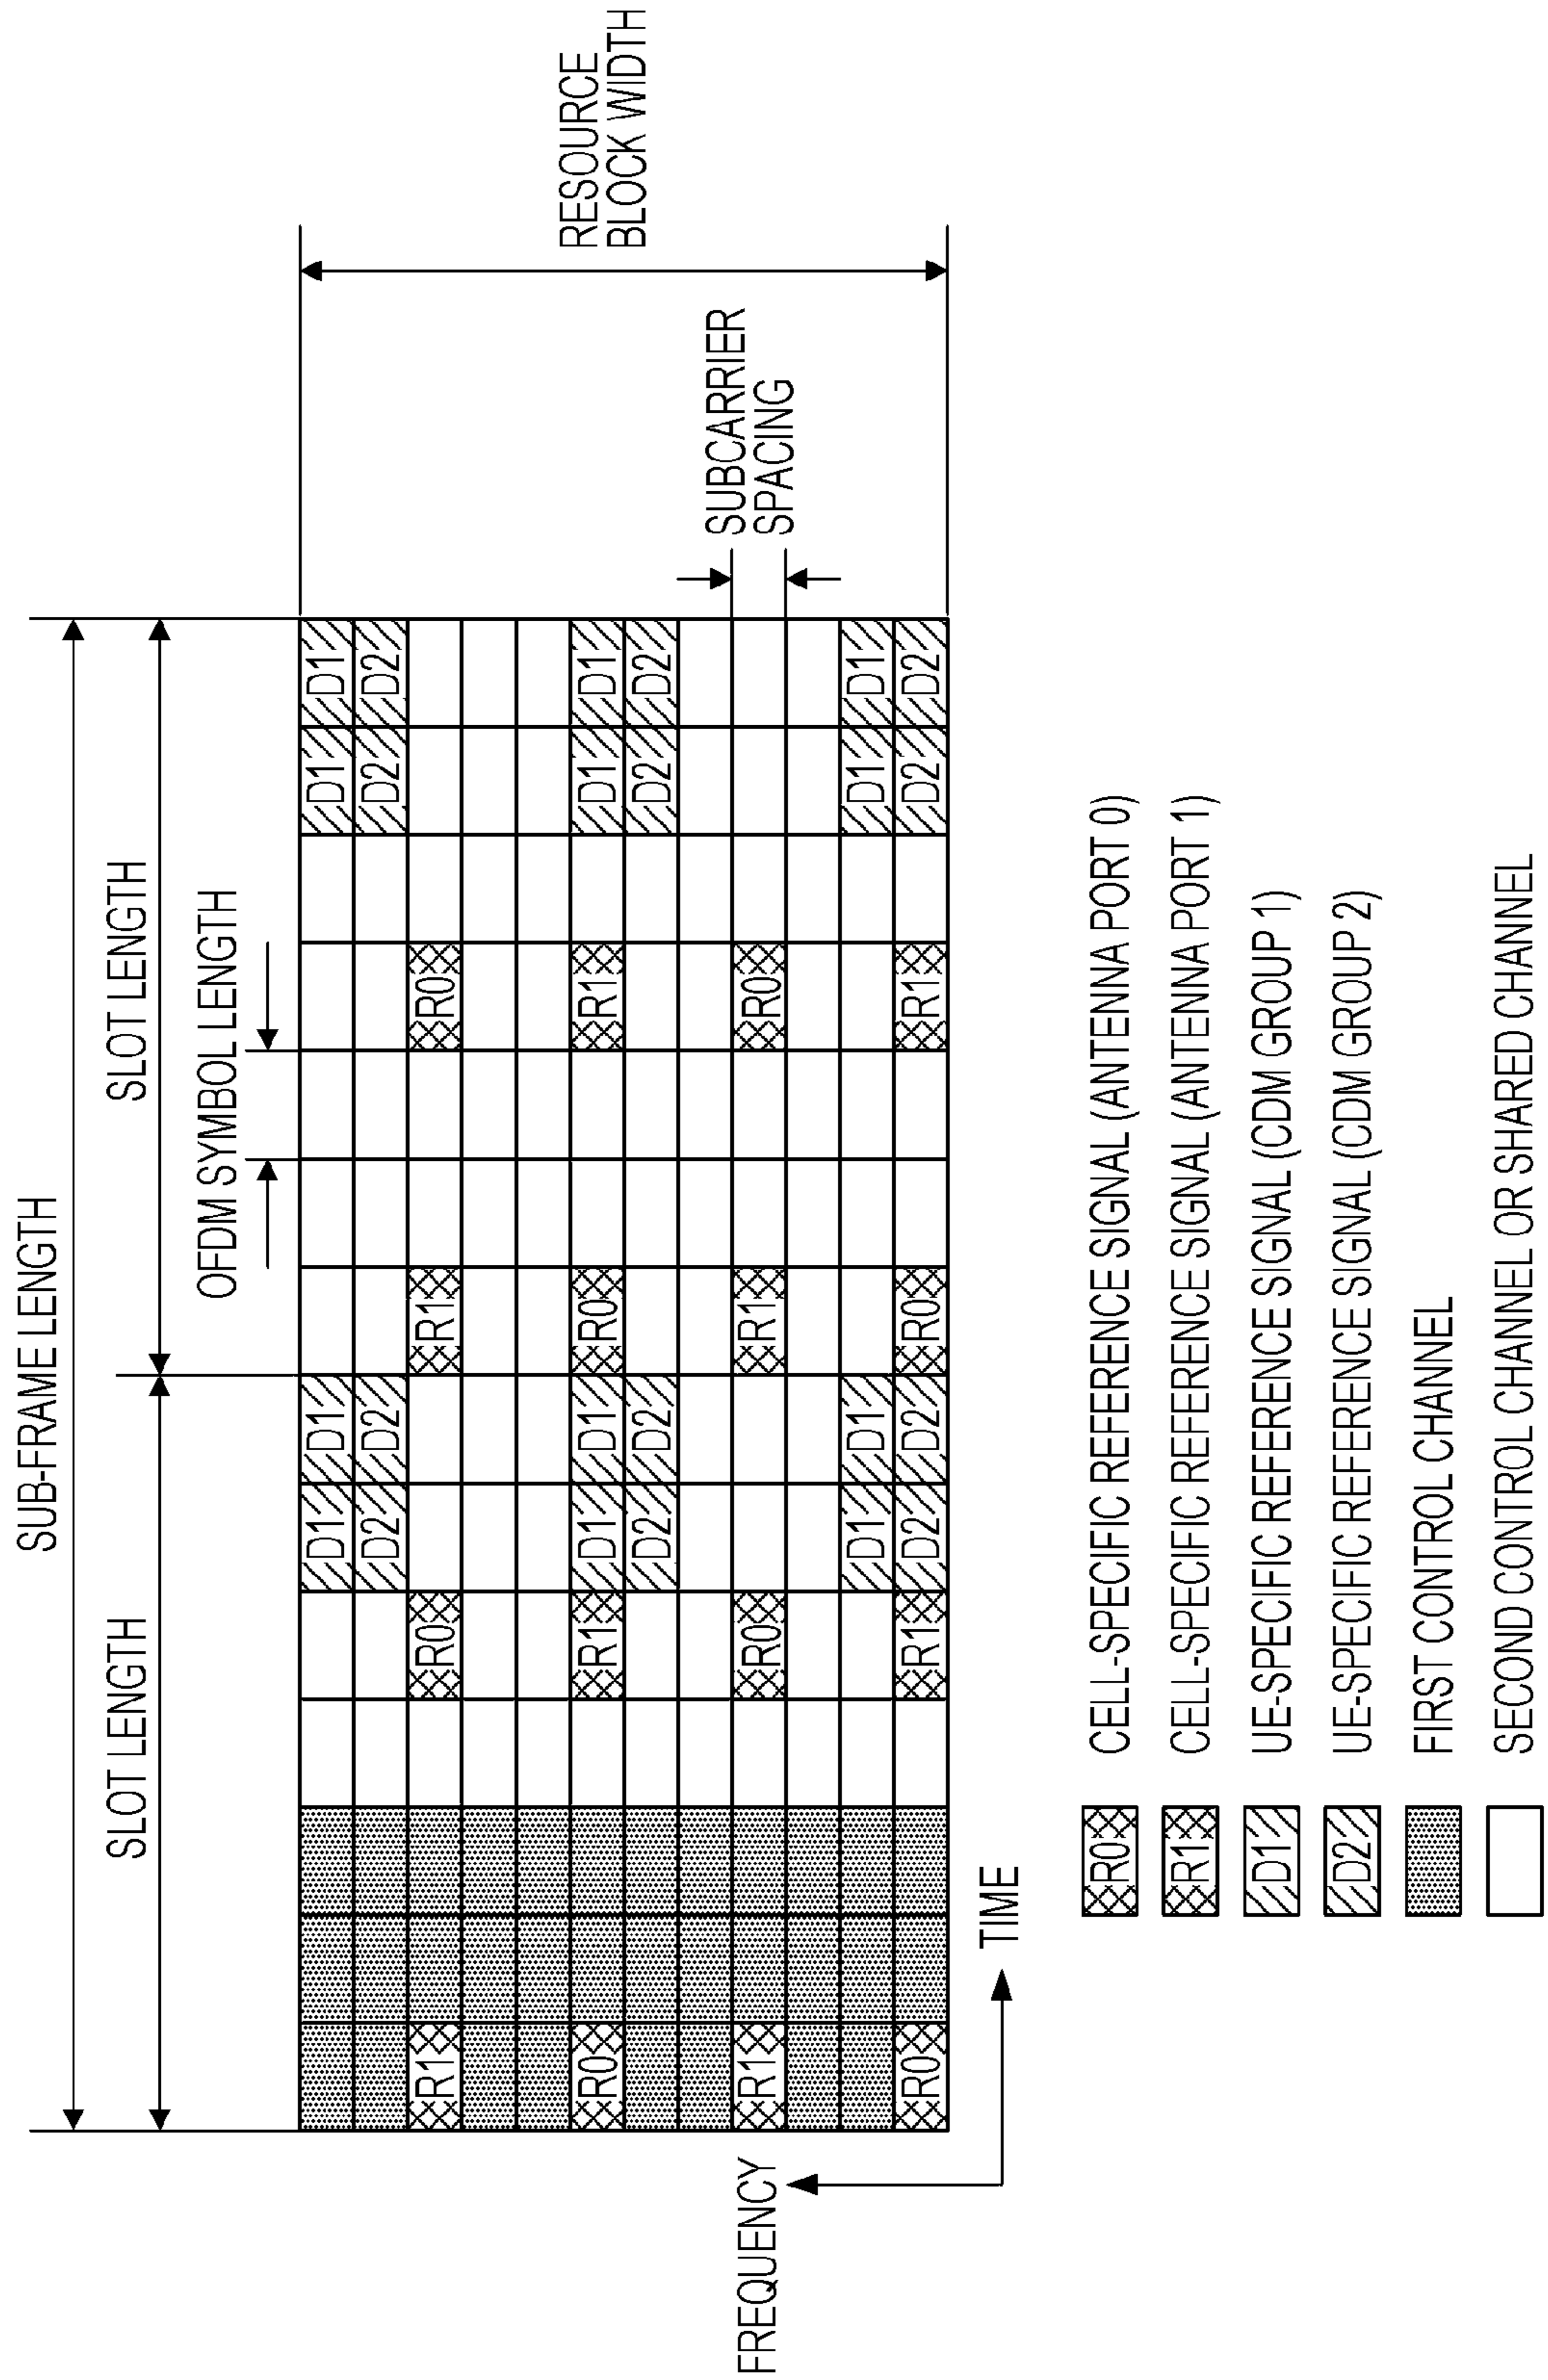 SUB-FRAME LENGTH
SLOT LENGTH
SLOT LENGTH
OFDM SYMBOL LENGTH
D1 D1 D1 D1
D2 D2 D2 D2
R1 R0 R1 R0
R0 R1 D1 D1 R0 R1 D1 D1
D2 D2 D2 D2
R1 R0 R1 R0
D1 D1 D1 D1
R0 R1 D2 D2 R0 R1 D2 D2
RESOURCE
BLOCK WIDTH
SUBCARRIER
SPACING
FREQUENCY
TIME
R0 CELL-SPECIFIC REFERENCE SIGNAL (ANTENNA PORT 0)
R1 CELL-SPECIFIC REFERENCE SIGNAL (ANTENNA PORT 1)
D1 UE-SPECIFIC REFERENCE SIGNAL (CDM GROUP 1)
D2 UE-SPECIFIC REFERENCE SIGNAL (CDM GROUP 2)
FIRST CONTROL CHANNEL
SECOND CONTROL CHANNEL OR SHARED CHANNEL